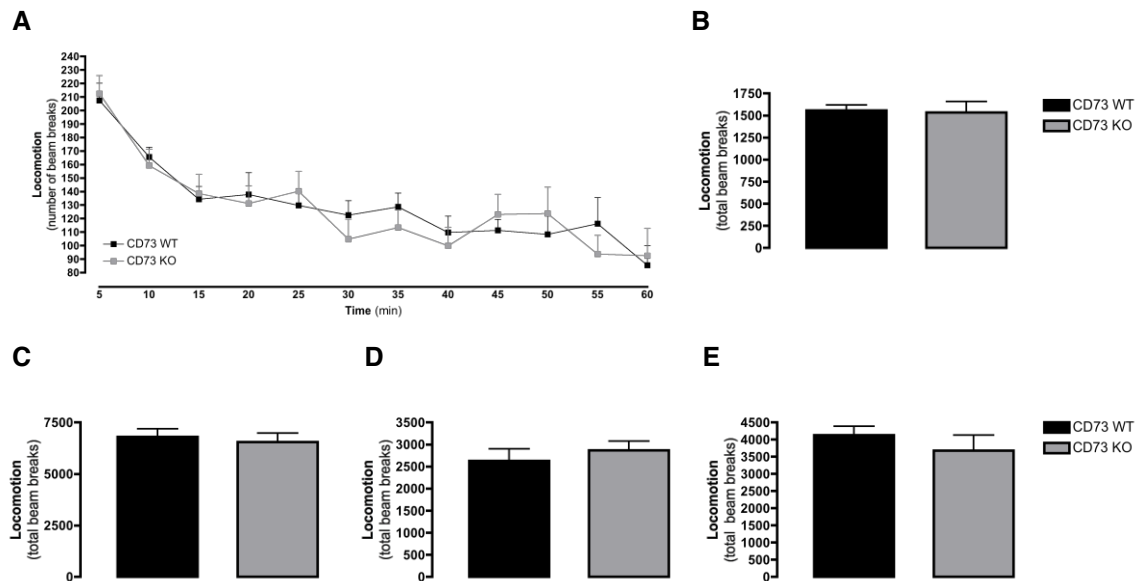 A
B
240
230
220
210
200
190
180
170
160
150
140
130
120
110
100
90
80
Locomotion
(number of beam breaks)
CD73 WT
CD73 KO
5 10 15 20 25 30 35 40 45 50 55 60
Time (min)
1750
1500
1250
1000
750
500
250
0
Locomotion
(total beam breaks)
CD73 WT
CD73 KO
C
D
E
7500
5000
2500
0
Locomotion
(total beam breaks)
3500
3000
2500
2000
1500
1000
500
0
Locomotion
(total beam breaks)
4500
4000
3500
3000
2500
2000
1500
1000
500
0
Locomotion
(total beam breaks)
CD73 WT
CD73 KO